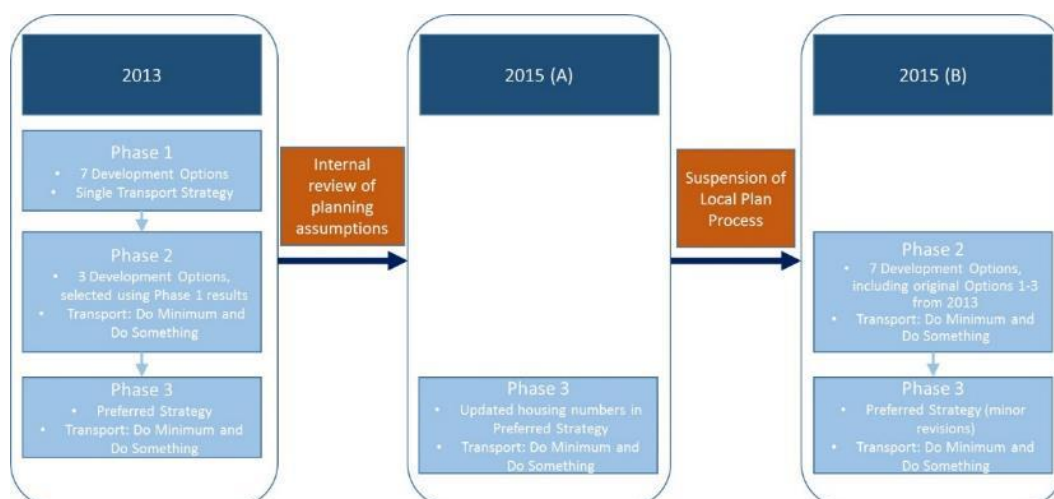 2013
Phase 1
• 7 Development Options
• Single Transport Strategy
Phase 2
• 3 Development Options,
selected using Phase 1 results
• Transport: Do Minimum and
Do Something
Phase 3
• Preferred Strategy
• Transport: Do Minimum and
Do Something
Internal
review of
planning
assumptions
2015 (A)
Phase 3
• Updated housing numbers in
Preferred Strategy
• Transport: Do Minimum and
Do Something
Suspension of
Local Plan
Process
2015 (B)
Phase 2
• 7 Development Options,
including original Options 1-3
from 2013
• Transport: Do Minimum and
Do Something
Phase 3
• Preferred Strategy (minor
revisions)
• Transport: Do Minimum and
Do Something